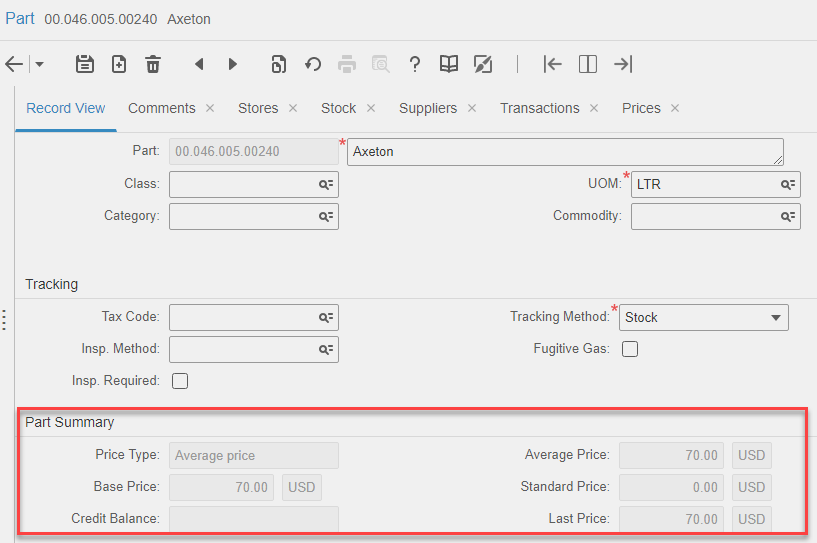 Part 00.046.005.00240 Axeton
Record View Comments × Stores × Stock × Suppliers × Transactions × Prices ×
Part: 00.046.005.00240 * Axeton
Class: UOM: * LTR
Category: Commodity:
Tracking
Tax Code: Tracking Method: * Stock
Insp. Method: Fugitive Gas:
Insp. Required:
Part Summary
Price Type: Average price Average Price: 70.00 USD
Base Price: 70.00 USD Standard Price: 0.00 USD
Credit Balance: Last Price: 70.00 USD